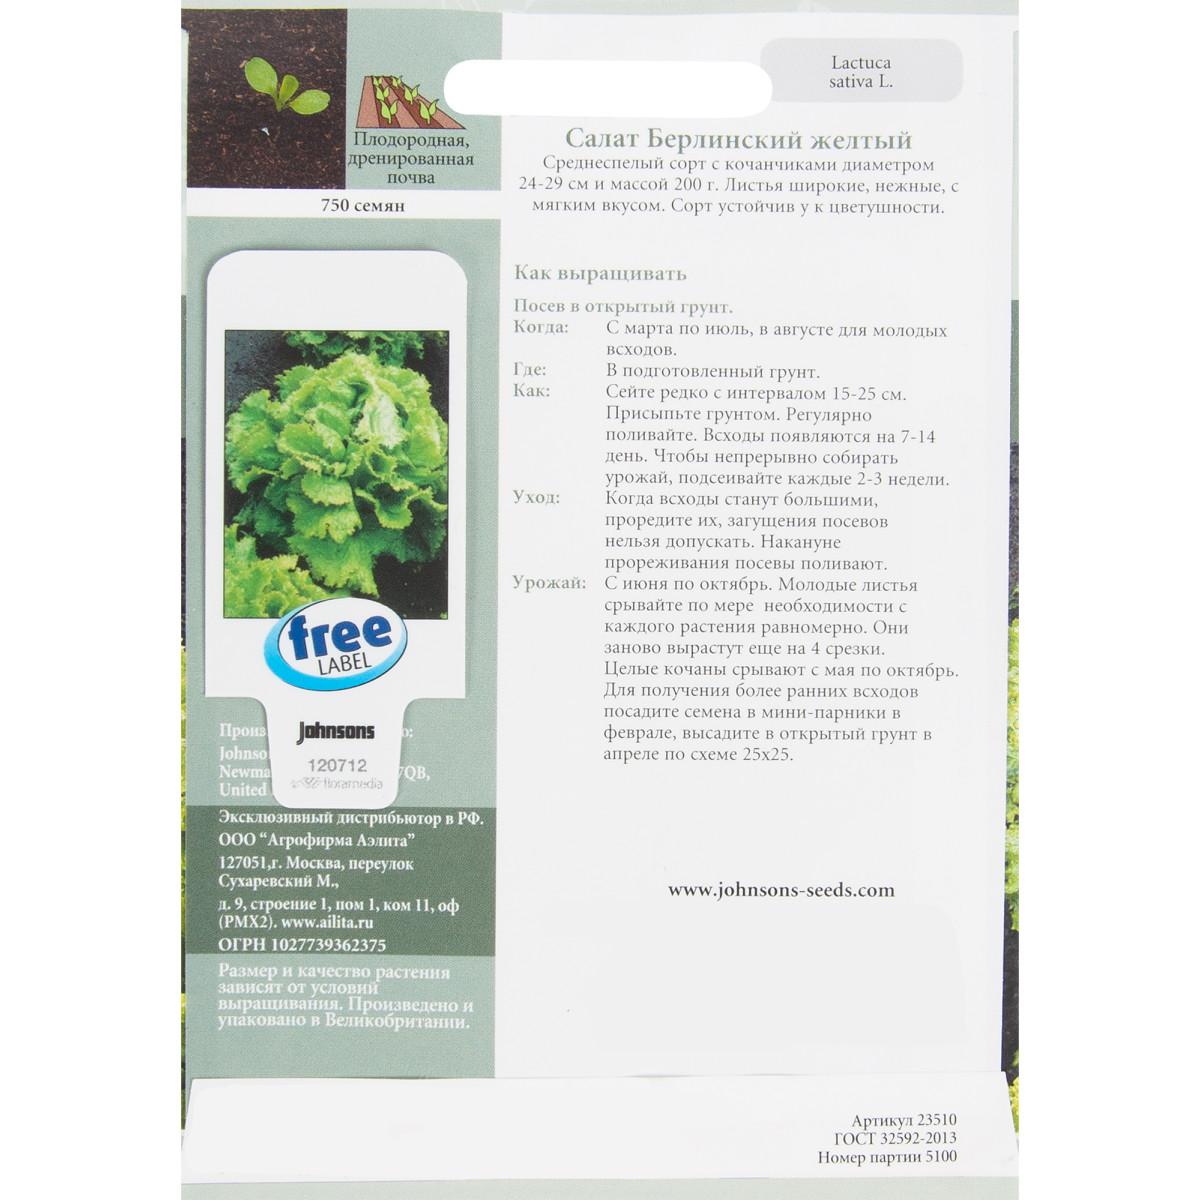 Lactuca
sativa L.
Плодородная,
дренированная
почва
750 семян
Салат Берлинский желтый
Среднеспелый сорт с кочанчиками диаметром
24-29 см и массой 200 г. Листья широкие, нежные, с
мягким вкусом. Сорт устойчив у к цветушности.
Как выращивать
Посев в открытый грунт.
Когда: С марта по июль, в августе для молодых
всходов.
Где: В подготовленный грунт.
Как: Сейте редко с интервалом 15-25 см.
Присыпьте грунтом. Регулярно
поливайте. Всходы появляются на 7-14
день. Чтобы непрерывно собирать
урожай, подсеивайте каждые 2-3 недели.
Уход: Когда всходы станут большими,
проредите их, загущения посевов
нельзя допускать. Накануне
прореживания посевы поливают.
Урожай: С июня по октябрь. Молодые листья
срывайте по мере необходимости с
каждого растения равномерно. Они
заново вырастут еще на 4 срезки.
Целые кочаны срывают с мая по октябрь.
Для получения более ранних всходов
посадите семена в мини-парники в
феврале, высадите в открытый грунт в
апреле по схеме 25х25.
www.johnsons-seeds.com
free
LABEL
Johnsons
120712
floramedia
United
Эксклюзивный дистрибьютор в РФ.
ООО “Агрофирма Аэлита”
127051,г. Москва, переулок
Сухаревский М.,
д. 9, строение 1, пом 1, ком 11, оф
(РМХ2). www.ailita.ru
ОГРН 1027739362375
Размер и качество растения
зависят от условий
выращивания. Произведено и
упаковано в Великобритании.
Артикул 23510
ГОСТ 32592-2013
Номер партии 5100